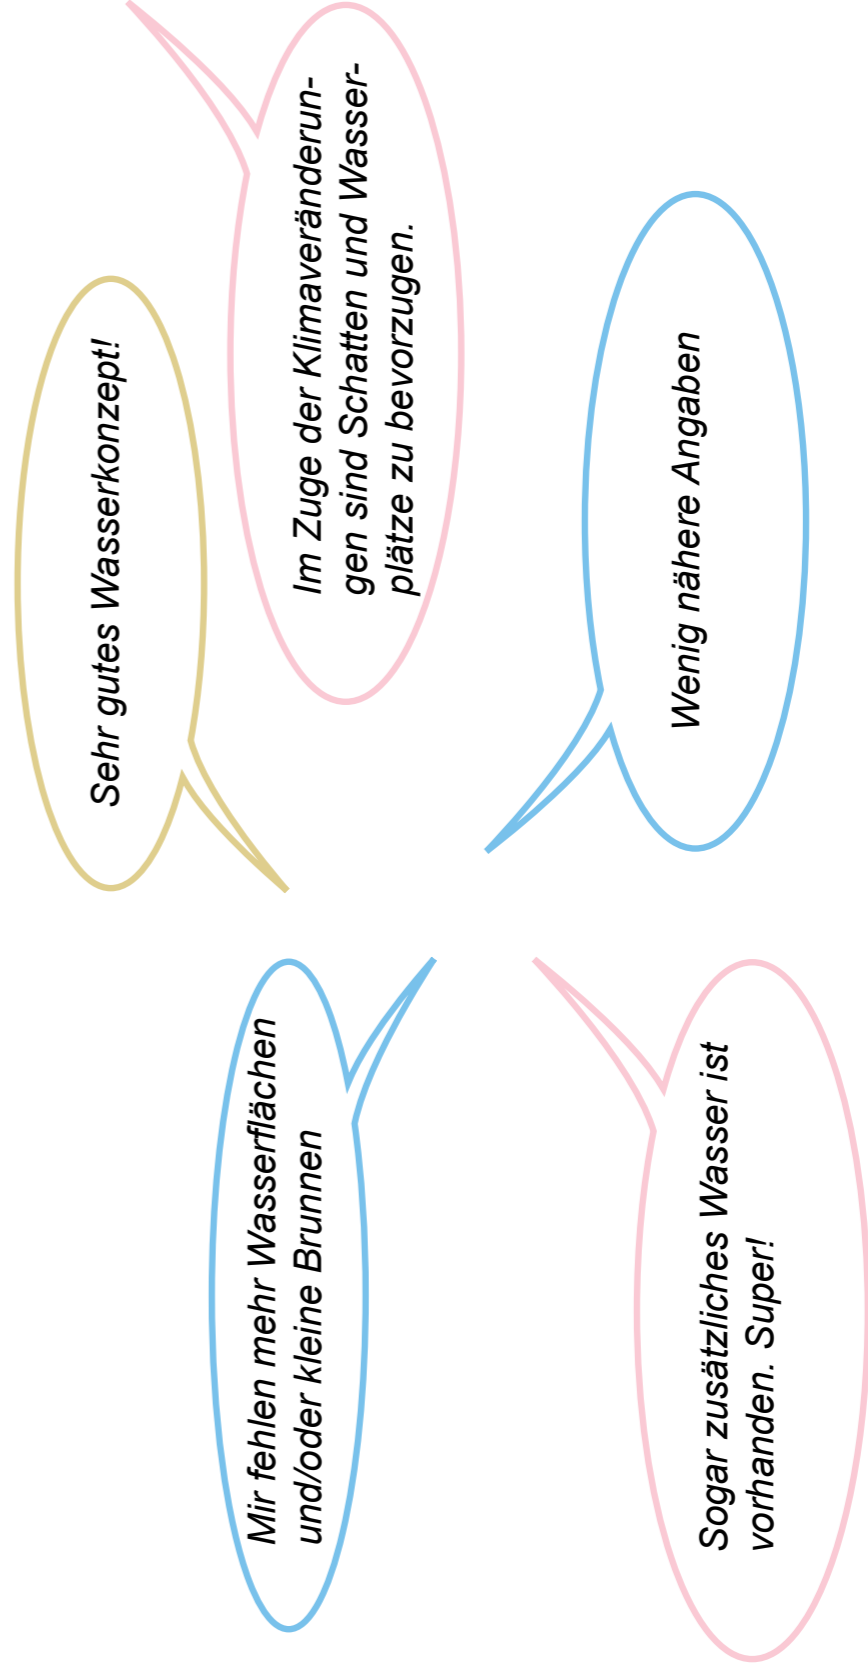 Sehr gutes Wasserkonzept!
Im Zuge der Klimaveränderun-
gen sind Schatten und Wasser-
plätze zu bevorzugen.
Mir fehlen mehr Wasserflächen
und/oder kleine Brunnen
Wenig nähere Angaben
Sogar zusätzliches Wasser ist
vorhanden. Super!